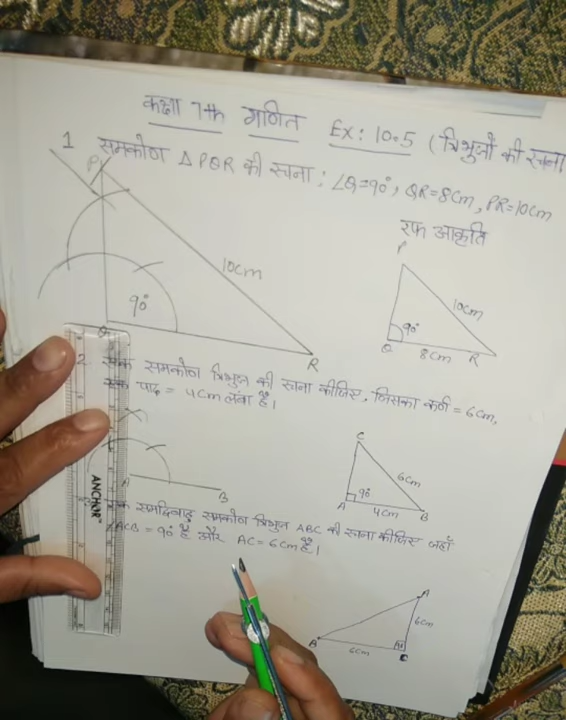 कक्षा 7th गणित Ex: 10.5 (त्रिभुजों की रचना
1 समकोण △PQR की रचना: ∠Q=90°, QR=8cm, PR=10cm
रफ आकृति
P
10cm
90°
Q
R
P
10cm
90°
Q 8cm R
2 एक समकोण त्रिभुज की रचना कीजिए, जिसका कर्ण = 6cm,
एक पाद = 4cm लंबा है।
A B
C
6cm
90°
A 4cm B
ANCHOR
एक समद्विबाहु समकोण त्रिभुज ABC की रचना कीजिए जहाँ
ACB = 90° है और AC = 6cm है।
A
6cm
90°
B 6cm C